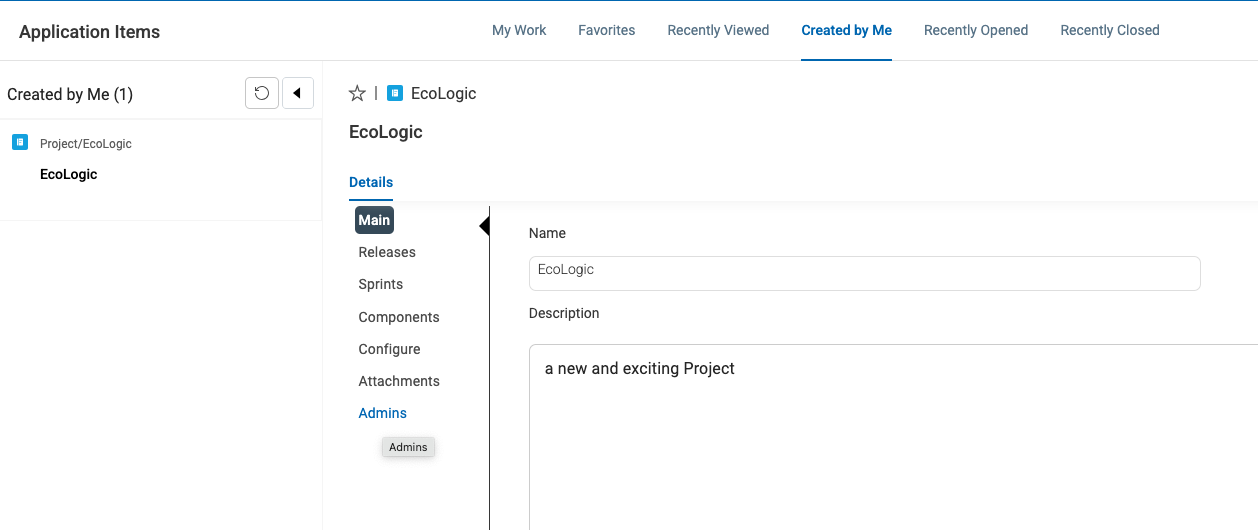 Application Items
My Work Favorites Recently Viewed Created by Me Recently Opened Recently Closed
Created by Me (1)
Project/EcoLogic
EcoLogic
| EcoLogic
EcoLogic
Details
Main
Releases
Sprints
Components
Configure
Attachments
Admins
Admins
Name
EcoLogic
Description
a new and exciting Project